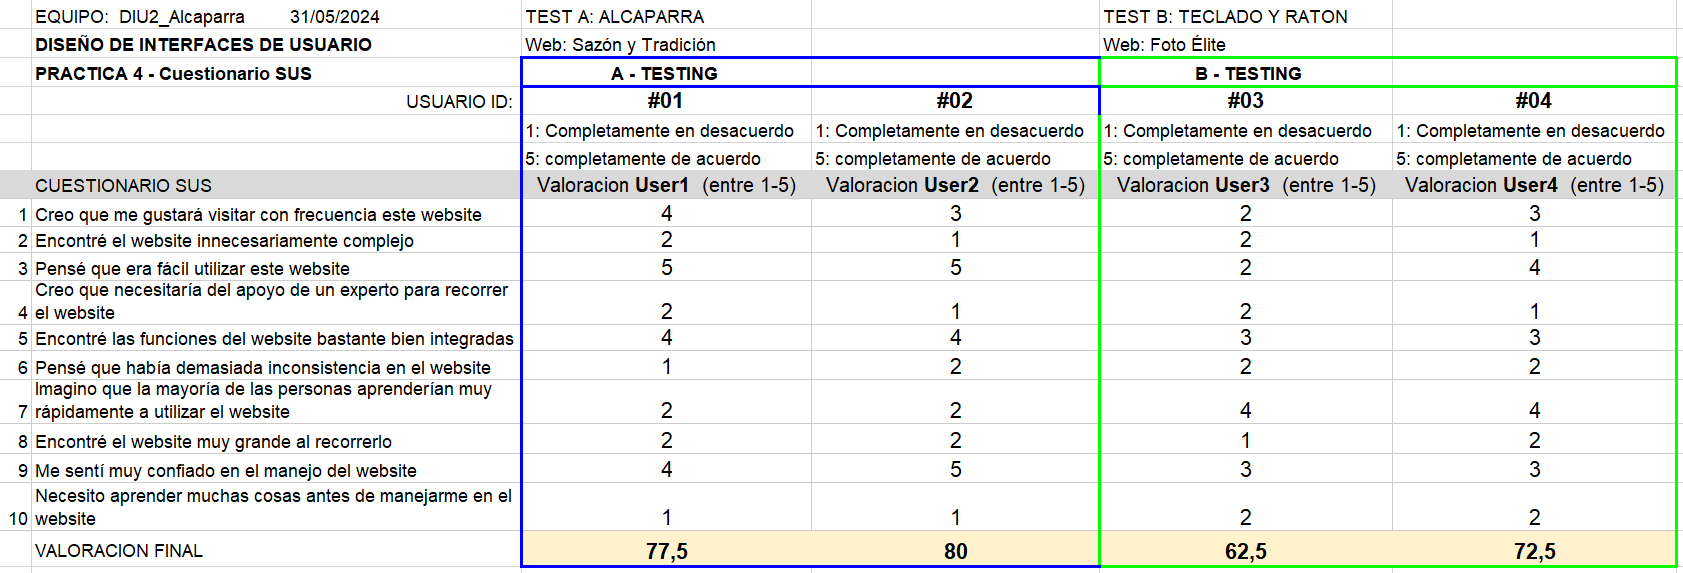 EQUIPO: DIU2_Alcaparra 31/05/2024 TEST A: ALCAPARRA TEST B: TECLADO Y RATON
DISEÑO DE INTERFACES DE USUARIO Web: Sazón y Tradición Web: Foto Élite
PRACTICA 4 - Cuestionario SUS A - TESTING B - TESTING
USUARIO ID: #01 #02 #03 #04
1: Completamente en desacuerdo 1: Completamente en desacuerdo 1: Completamente en desacuerdo 1: Completamente en desacuerdo
5: completamente de acuerdo 5: completamente de acuerdo 5: completamente de acuerdo 5: completamente de acuerdo
CUESTIONARIO SUS Valoracion User1 (entre 1-5) Valoracion User2 (entre 1-5) Valoracion User3 (entre 1-5) Valoracion User4 (entre 1-5)
1 Creo que me gustará visitar con frecuencia este website 4 3 2 3
2 Encontré el website innecesariamente complejo 2 1 2 1
3 Pensé que era fácil utilizar este website 5 5 2 4
Creo que necesitaría del apoyo de un experto para recorrer
4 el website 2 1 2 1
5 Encontré las funciones del website bastante bien integradas 4 4 3 3
6 Pensé que había demasiada inconsistencia en el website 1 2 2 2
Imagino que la mayoría de las personas aprenderían muy
7 rápidamente a utilizar el website 2 2 4 4
8 Encontré el website muy grande al recorrerlo 2 2 1 2
9 Me sentí muy confiado en el manejo del website 4 5 3 3
Necesito aprender muchas cosas antes de manejarme en el
10 website 1 1 2 2
VALORACION FINAL 77,5 80 62,5 72,5